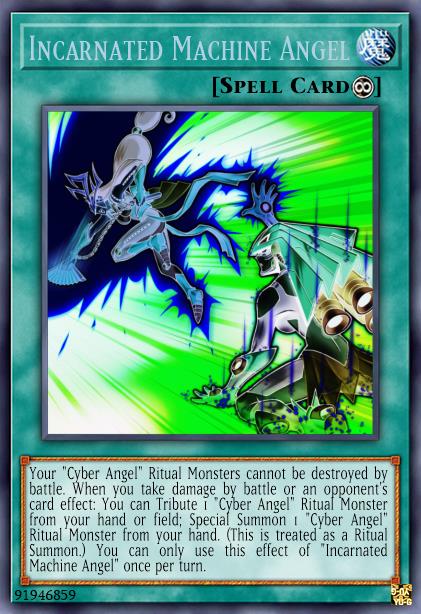 Incarnated Machine Angel 魔
[Spell Card]
Your "Cyber Angel" Ritual Monsters cannot be destroyed by
battle. When you take damage by battle or an opponent's
card effect: You can Tribute 1 "Cyber Angel" Ritual Monster
from your hand or field; Special Summon 1 "Cyber Angel"
Ritual Monster from your hand. (This is treated as a Ritual
Summon.) You can only use this effect of "Incarnated
Machine Angel" once per turn.
91946859